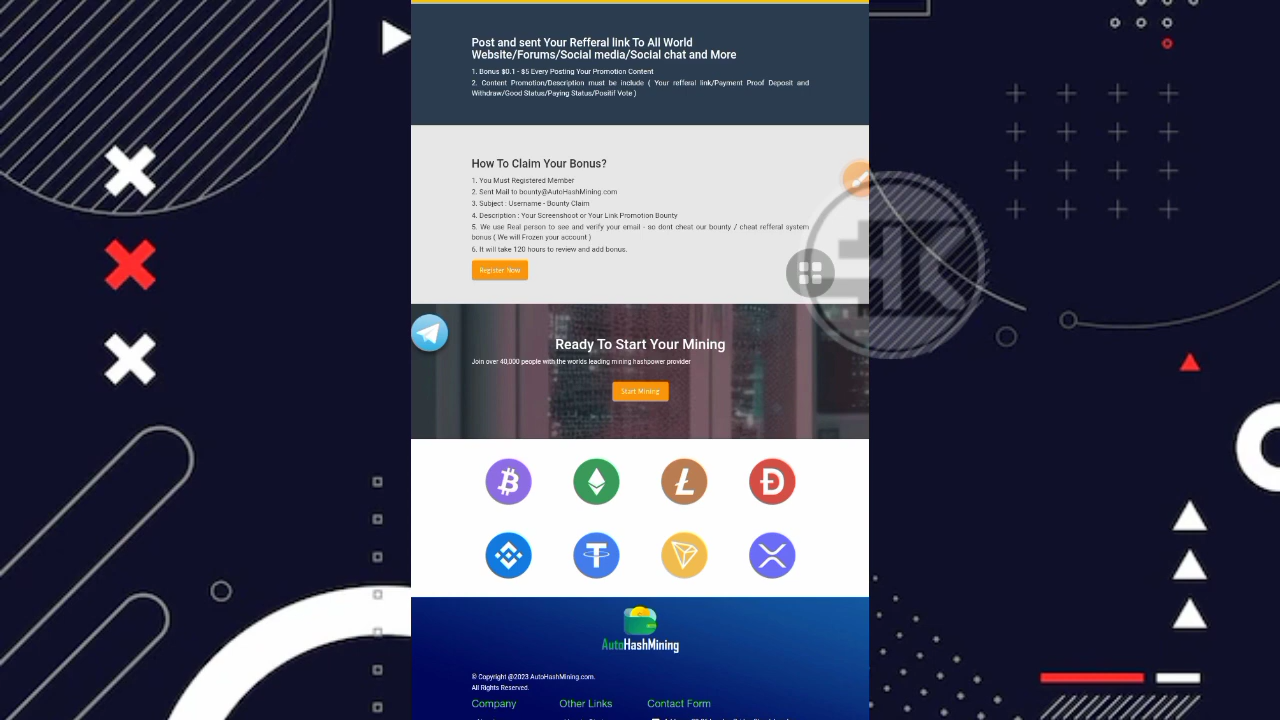 Post and sent Your Refferal link To All World
Website/Forums/Social media/Social chat and More
1. Bonus $0.1 - $5 Every Posting Your Promotion Content
2. Content Promotion/Description must be include ( Your refferal link/Payment Proof Deposit and
Withdraw/Good Status/Paying Status/Positif Vote )
How To Claim Your Bonus?
1. You Must Registered Member
2. Sent Mail to bounty@AutoHashMining.com
3. Subject : Username - Bounty Claim
4. Description : Your Screenshoot or Your Link Promotion Bounty
5. We use Real person to see and verify your email - so dont cheat our bounty / cheat refferal system
bonus ( We will Frozen your account )
6. It will take 120 hours to review and add bonus.
Register Now
Ready To Start Your Mining
Join over 40,000 people with the worlds leading mining hashpower provider
Start Mining
AutoHashMining
© Copyright @2023 AutoHashMining.com.
All Rights Reserved.
Company Other Links Contact Form